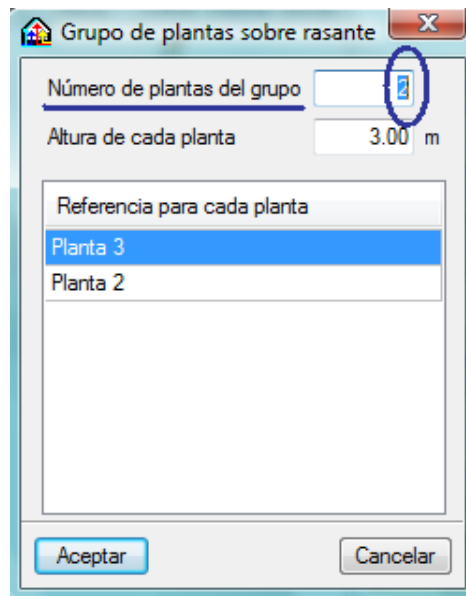 Grupo de plantas sobre rasante
Número de plantas del grupo 2
Altura de cada planta 3.00 m
Referencia para cada planta
Planta 3
Planta 2
Aceptar Cancelar